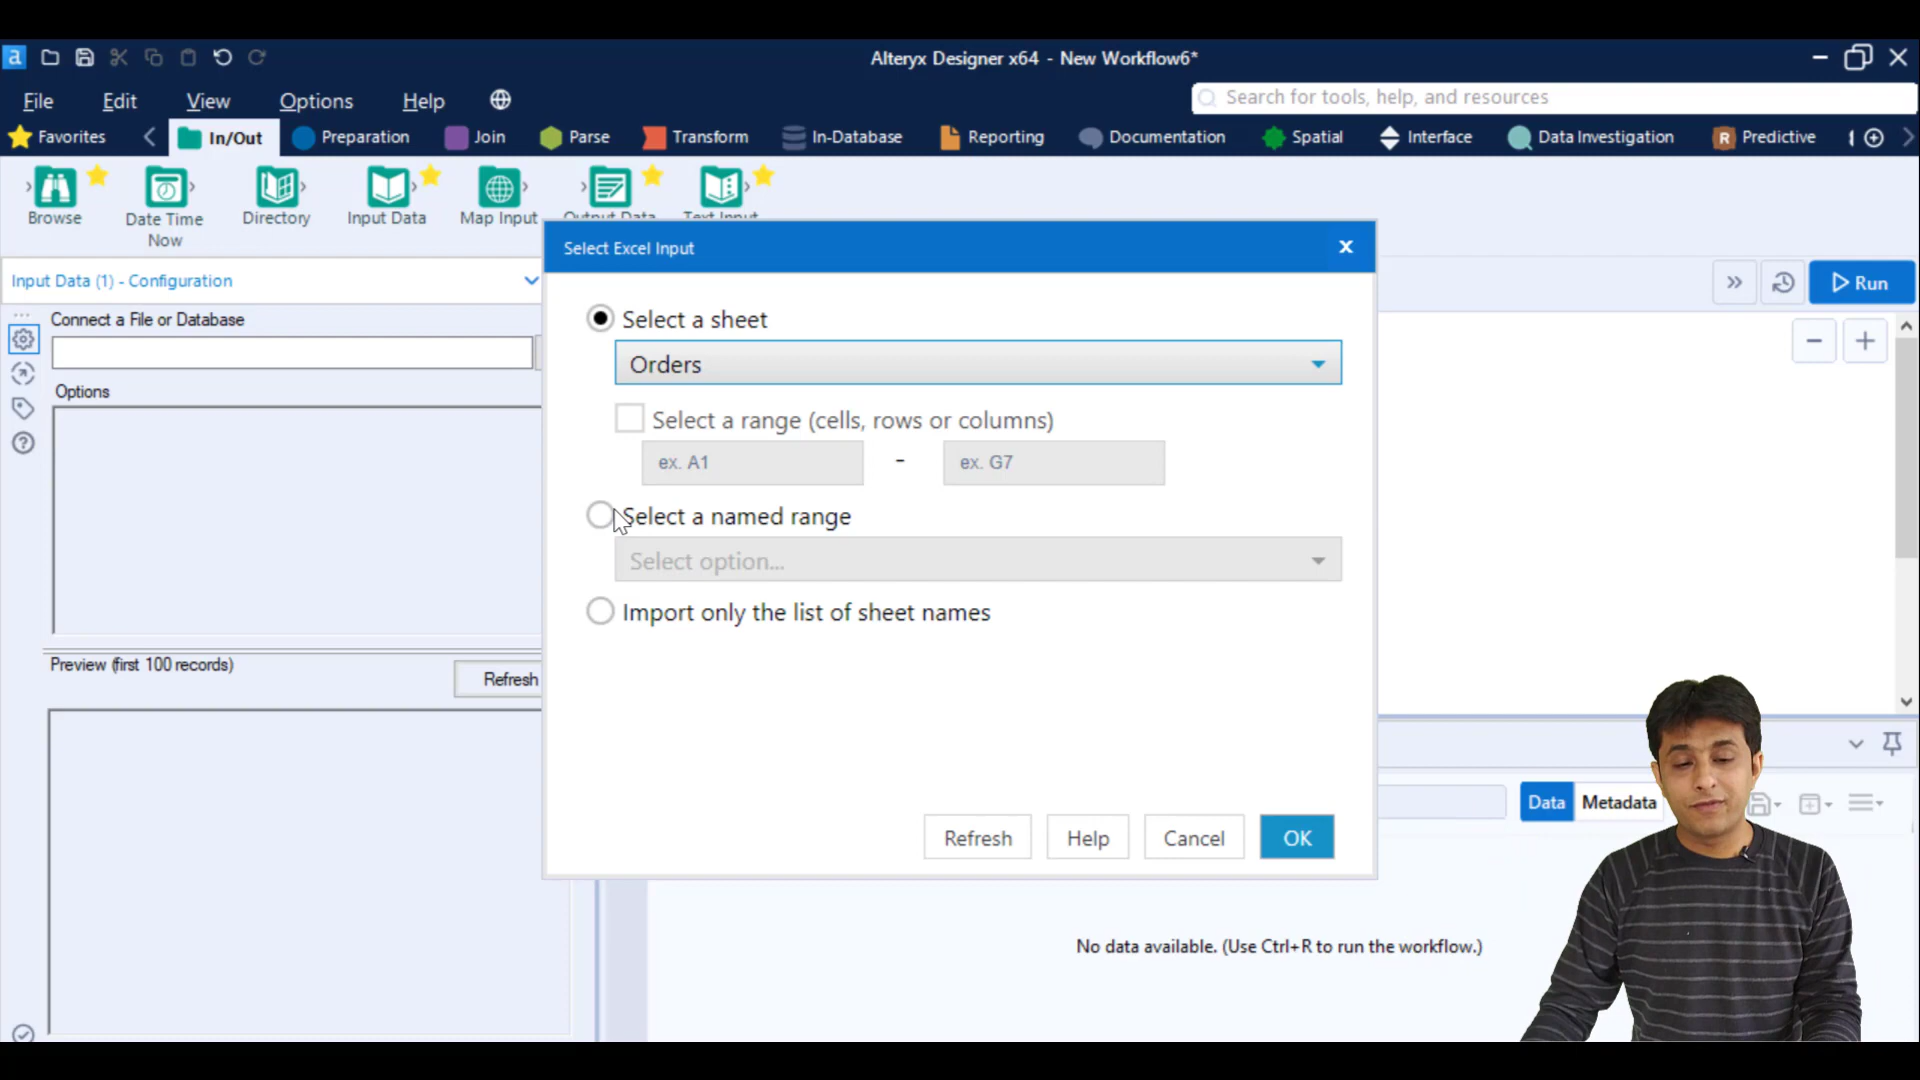 Alteryx Designer x64 - New Workflow6*
File Edit View Options Help
Search for tools, help, and resources
Favorites In/Out Preparation Join Parse Transform In-Database Reporting Documentation Spatial Interface Data Investigation Predictive
Browse Date Time Now Directory Input Data Map Input Output Data Text Input
Input Data (1) - Configuration
Run
Connect a File or Database
Options
Preview (first 100 records)
Refresh
Select Excel Input
Select a sheet
Orders
Select a range (cells, rows or columns)
ex. A1 - ex. G7
Select a named range
Select option...
Import only the list of sheet names
Refresh Help Cancel OK
Data Metadata
No data available. (Use Ctrl+R to run the workflow.)